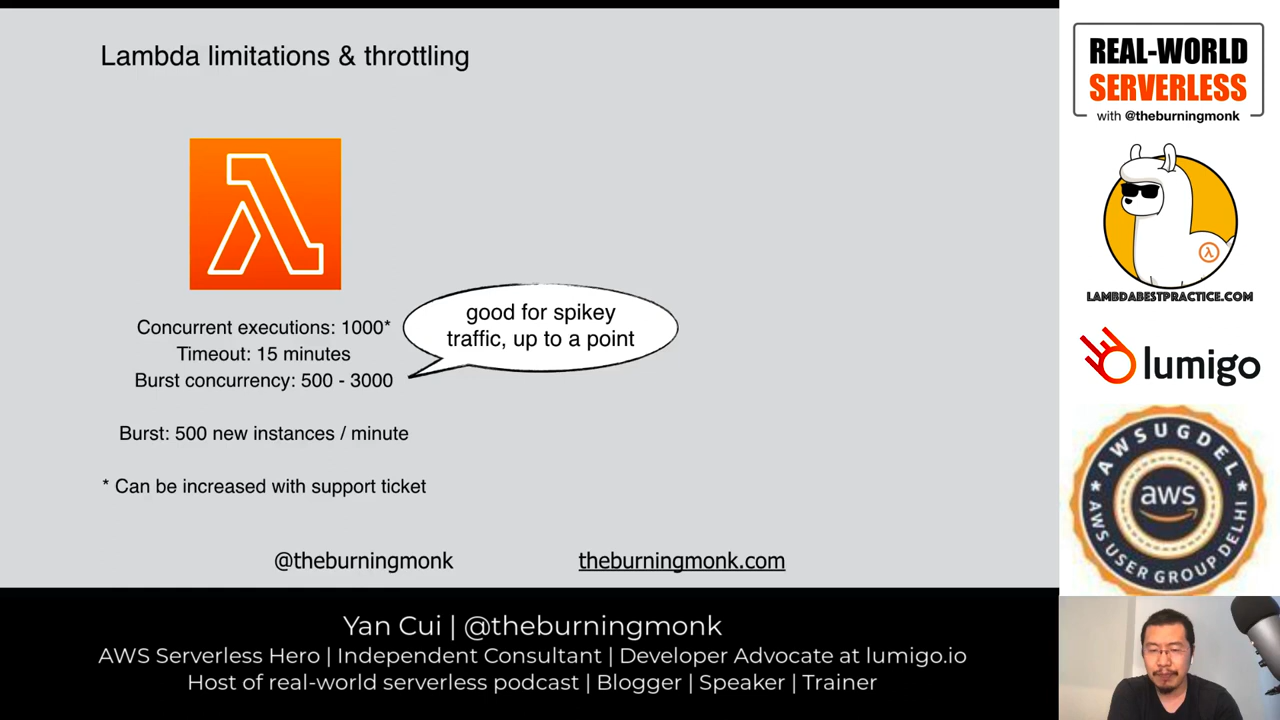 Lambda limitations & throttling
Concurrent executions: 1000*
Timeout: 15 minutes
Burst concurrency: 500 - 3000
good for spikey
traffic, up to a point
Burst: 500 new instances / minute
* Can be increased with support ticket
@theburningmonk
theburningmonk.com
Yan Cui | @theburningmonk
AWS Serverless Hero | Independent Consultant | Developer Advocate at lumigo.io
Host of real-world serverless podcast | Blogger | Speaker | Trainer
REAL-WORLD
SERVERLESS
with @theburningmonk
LAMBDABESTPRACTICE.COM
lumigo
AWSUGDEL
aws
AWS USER GROUP DELHI